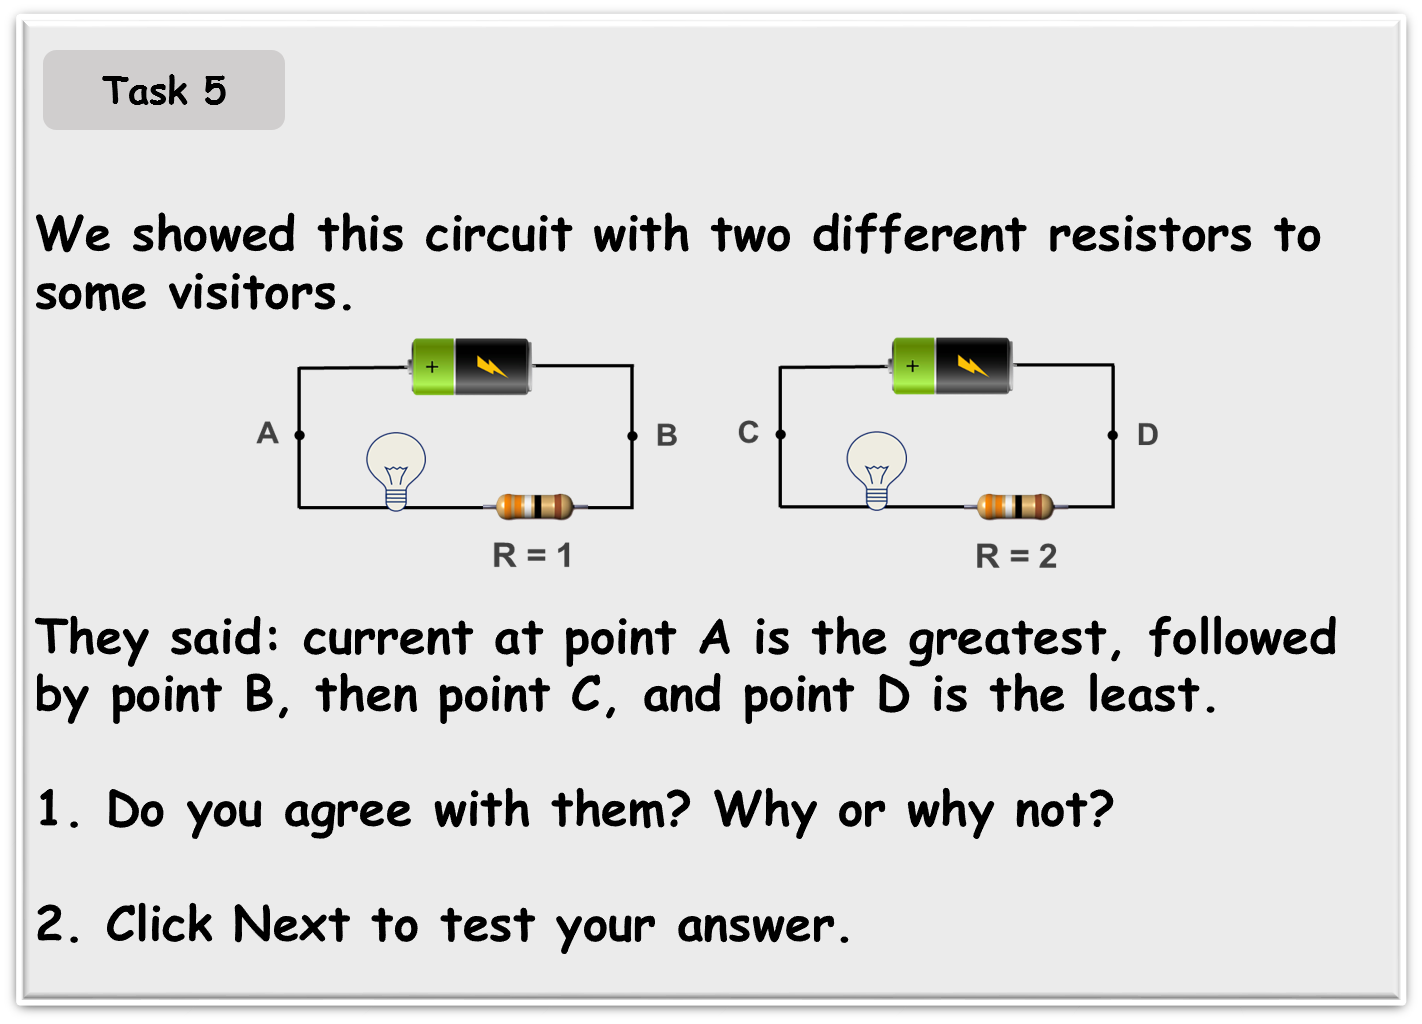 Task 5
We showed this circuit with two different resistors to
some visitors.
+
+
A
B
C
D
R = 1
R = 2
They said: current at point A is the greatest, followed
by point B, then point C, and point D is the least.
1. Do you agree with them? Why or why not?
2. Click Next to test your answer.